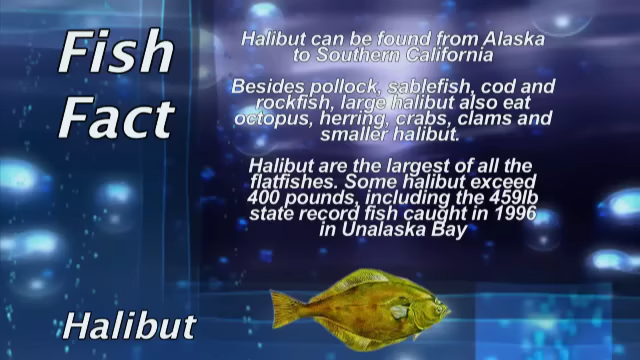 Fish
Fact
Halibut can be found from Alaska
to Southern California
Besides pollock, sablefish, cod and
rockfish, large halibut also eat
octopus, herring, crabs, clams and
smaller halibut.
Halibut are the largest of all the
flatfishes. Some halibut exceed
400 pounds, including the 459lb
state record fish caught in 1996
in Unalaska Bay
Halibut